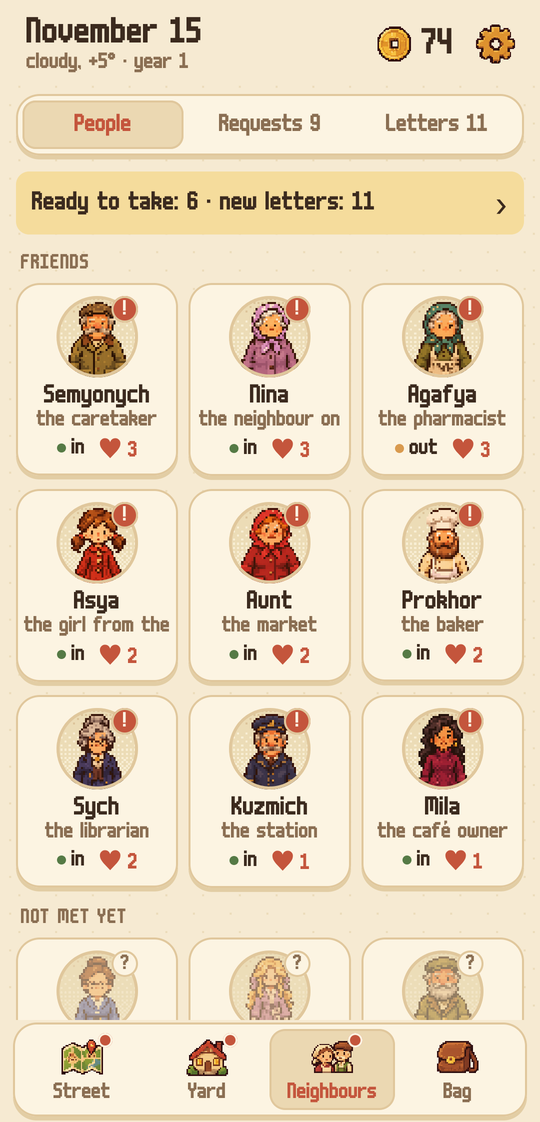 November 15
74
cloudy, +5° · year 1
People
Requests 9
Letters 11
Ready to take: 6 · new letters: 11
›
FRIENDS
!
!
!
Semyonych
Nina
Agafya
the caretaker
the neighbour on
the pharmacist
in 3
in 3
out 3
!
!
!
Asya
Aunt
Prokhor
the girl from the
the market
the baker
in 2
in 2
in 2
!
!
!
Sych
Kuzmich
Mila
the librarian
the station
the café owner
in 2
in 1
in 1
NOT MET YET
?
?
?
Street
Yard
Neighbours
Bag